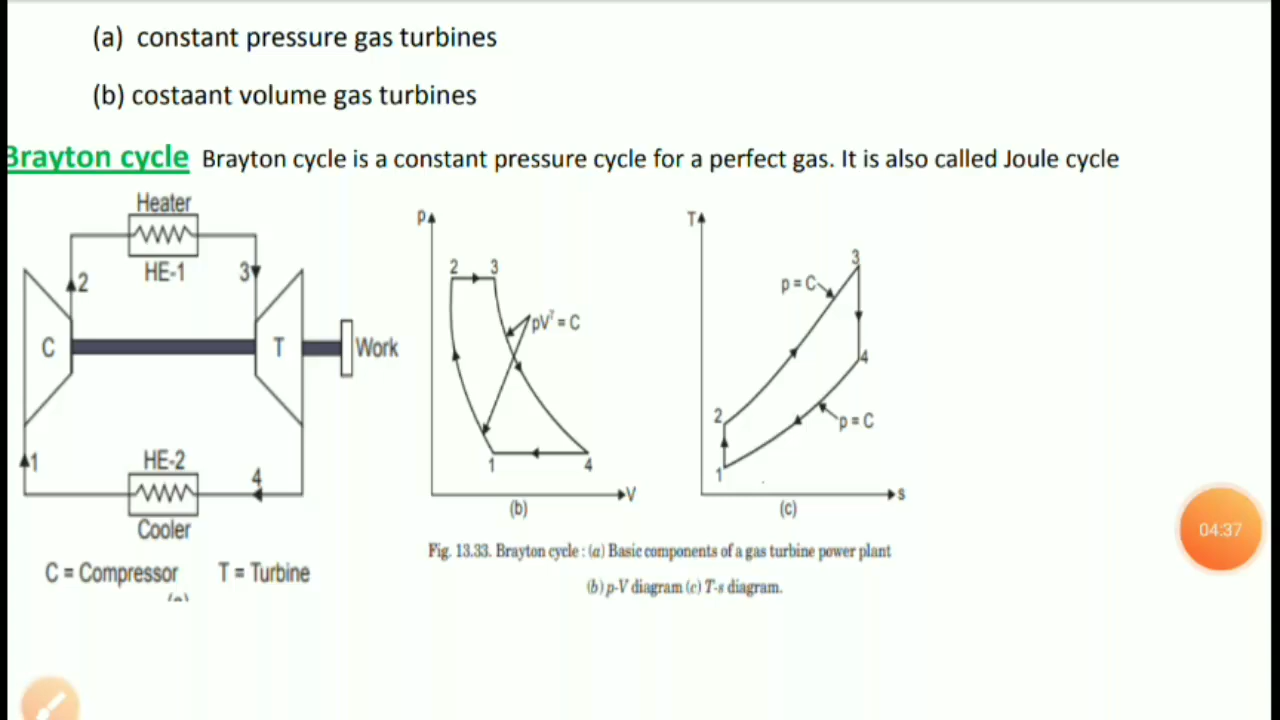 (a) constant pressure gas turbines
(b) costaant volume gas turbines
Brayton cycle Brayton cycle is a constant pressure cycle for a perfect gas. It is also called Joule cycle
Heater
HE-1
2
3
C
T
Work
1
HE-2
4
Cooler
C = Compressor T = Turbine
(a)
p
2 3
pVγ = C
1 4
V
(b)
T
3
p = C
4
2
p = C
1
s
(c)
Fig. 13.33. Brayton cycle : (a) Basic components of a gas turbine power plant
(b) p-V diagram (c) T-s diagram.
04:37